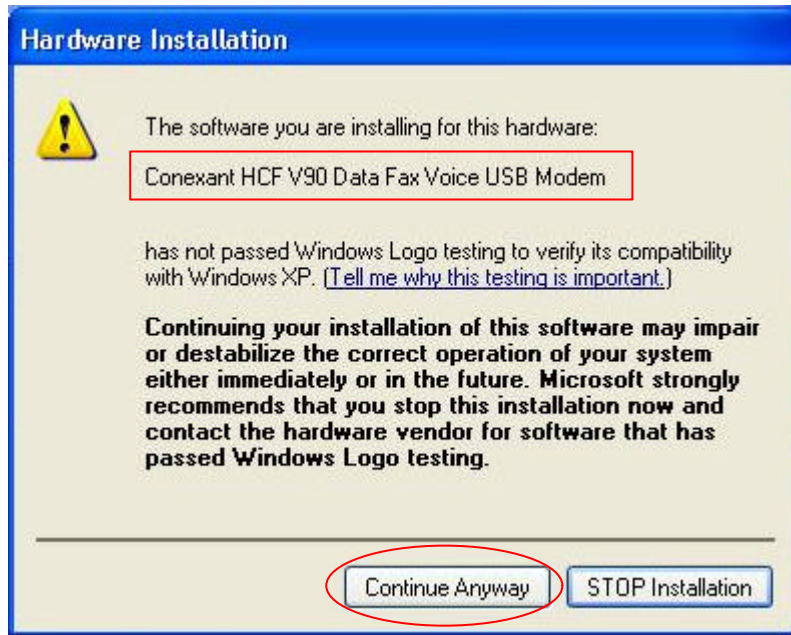 Hardware Installation
The software you are installing for this hardware:
Conexant HCF V90 Data Fax Voice USB Modem
has not passed Windows Logo testing to verify its compatibility
with Windows XP. (Tell me why this testing is important.)
Continuing your installation of this software may impair
or destabilize the correct operation of your system
either immediately or in the future. Microsoft strongly
recommends that you stop this installation now and
contact the hardware vendor for software that has
passed Windows Logo testing.
Continue Anyway
STOP Installation